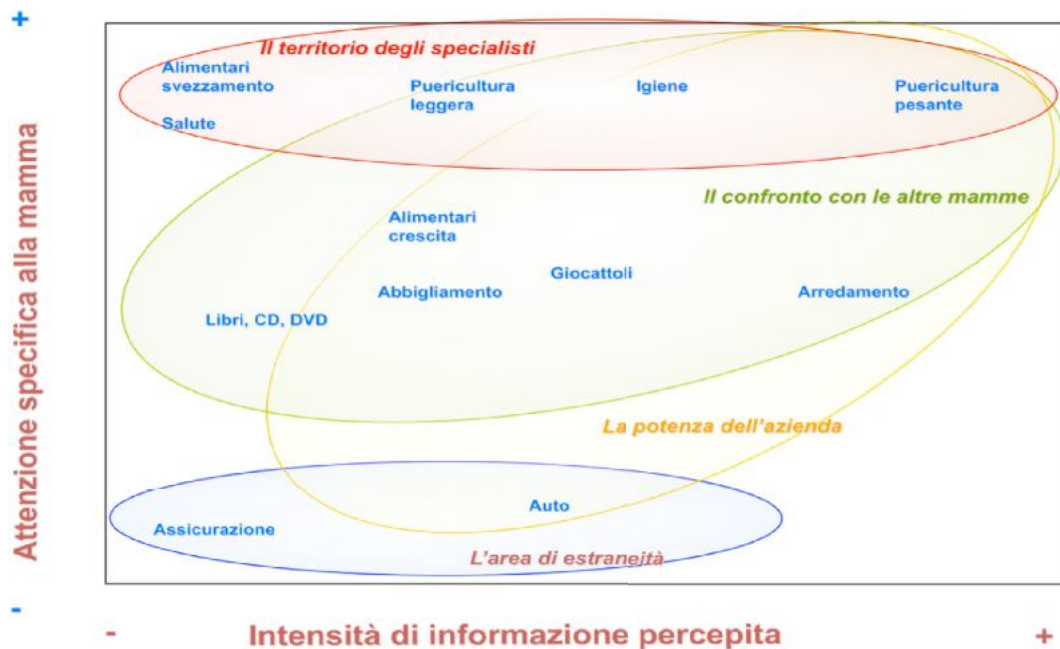 +
Il territorio degli specialisti
Alimentari
svezzamento
Puericultura
leggera
Igiene
Puericultura
pesante
Salute
Il confronto con le altre mamme
Alimentari
crescita
Giocattoli
Abbigliamento
Arredamento
Libri, CD, DVD
La potenza dell'azienda
Auto
Assicurazione
L'area di estraneità
Attenzione specifica alla mamma
-
-
Intensità di informazione percepita
+